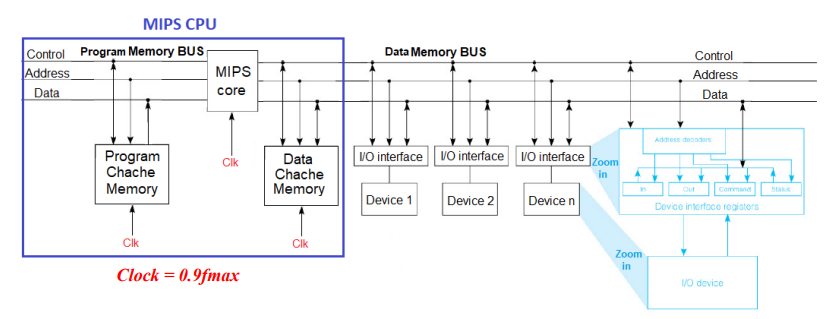 MIPS CPU
Control
Program Memory BUS
Address
Data
MIPS
core
Clk
Program
Chache
Memory
Clk
Data
Chache
Memory
Clk
Clock = 0.9fmax
Data Memory BUS
Control
Address
Data
I/O interface
I/O interface
I/O interface
Device 1
Device 2
Device n
Zoom
in
Address decoders
In
Out
Command
Status
Device interface registers
Zoom
in
I/O device